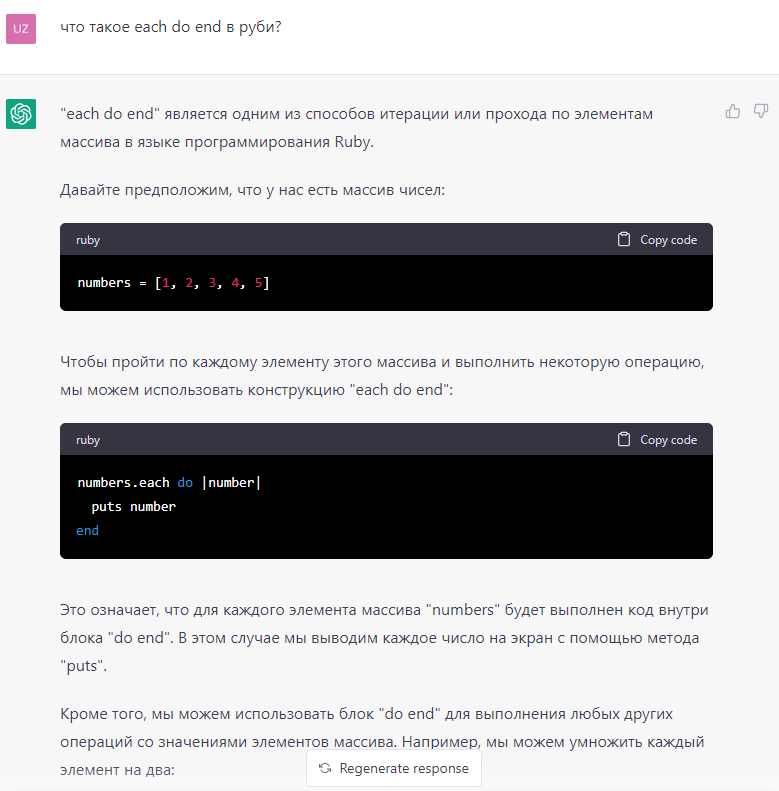 UZ
что такое each do end в руби?
"each do end" является одним из способов итерации или прохода по элементам
массива в языке программирования Ruby.
Давайте предположим, что у нас есть массив чисел:
ruby Copy code
numbers = [1, 2, 3, 4, 5]
Чтобы пройти по каждому элементу этого массива и выполнить некоторую операцию,
мы можем использовать конструкцию "each do end":
ruby Copy code
numbers.each do |number|
  puts number
end
Это означает, что для каждого элемента массива "numbers" будет выполнен код внутри
блока "do end". В этом случае мы выводим каждое число на экран с помощью метода
"puts".
Кроме того, мы можем использовать блок "do end" для выполнения любых других
операций со значениями элементов массива. Например, мы можем умножить каждый
элемент на два:
Regenerate response